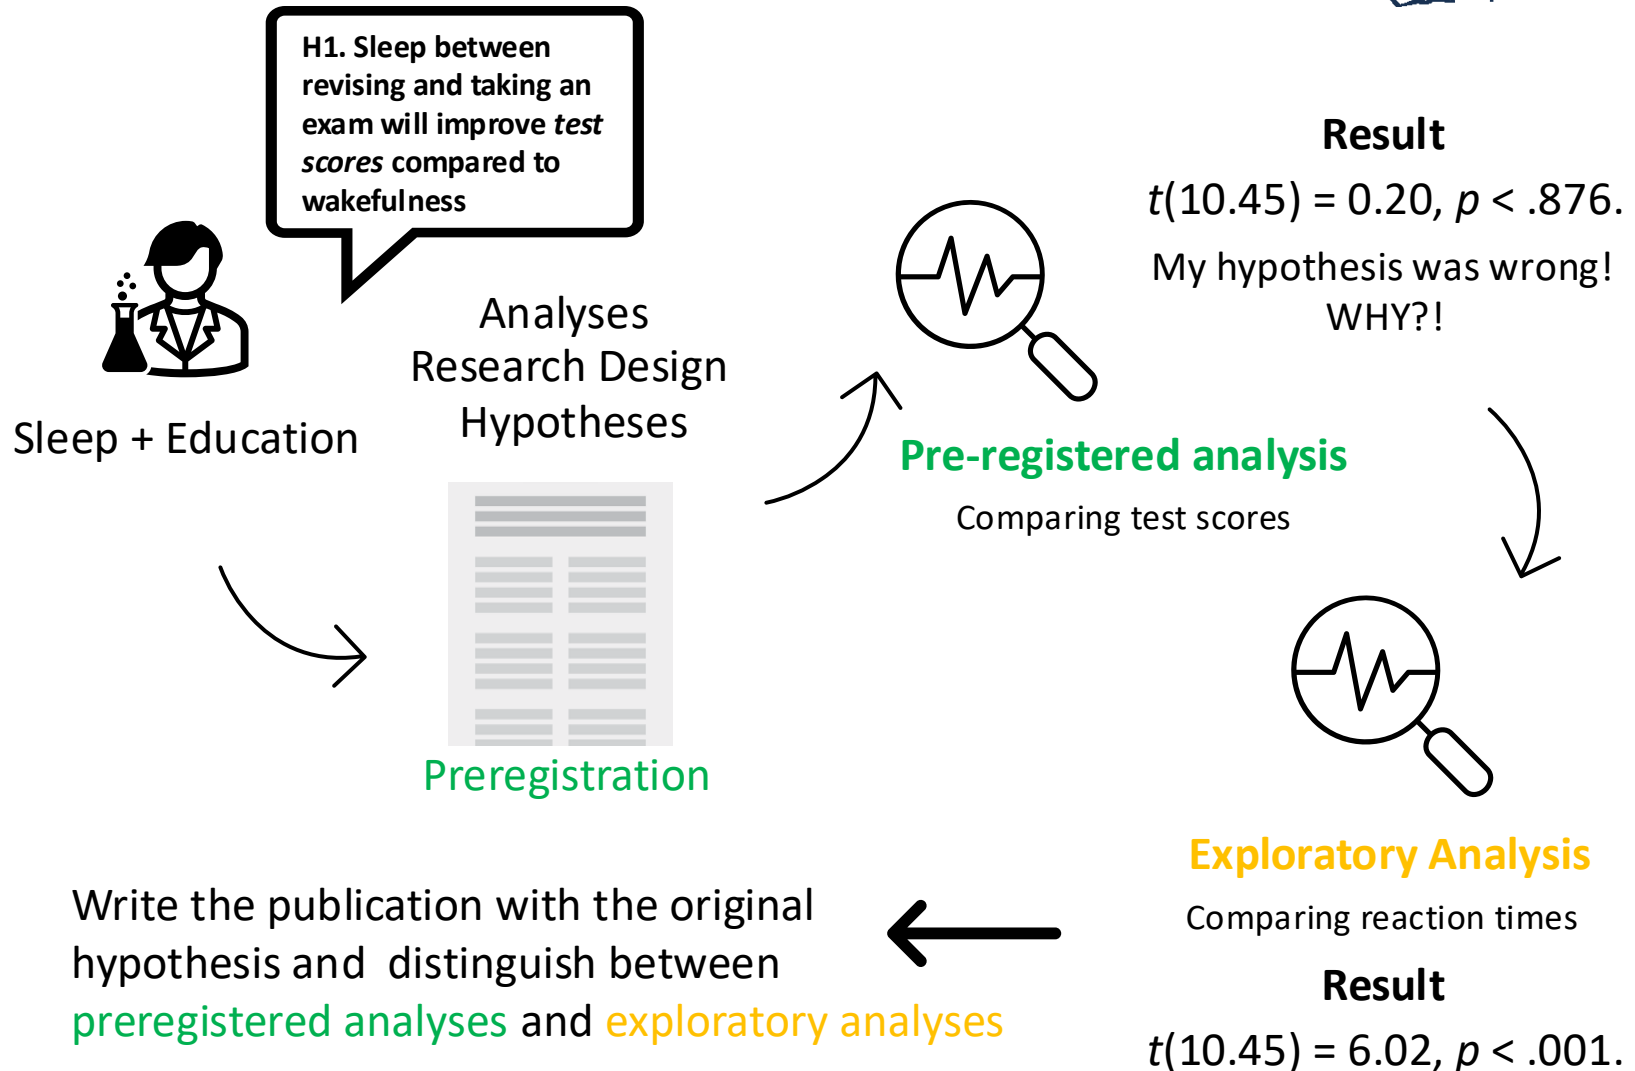 H1. Sleep between
revising and taking an
exam will improve test
scores compared to
wakefulness
Sleep + Education
Analyses
Research Design
Hypotheses
Preregistration
Pre-registered analysis
Comparing test scores
Result
t(10.45) = 0.20, p < .876.
My hypothesis was wrong!
WHY?!
Exploratory Analysis
Comparing reaction times
Result
t(10.45) = 6.02, p < .001.
Write the publication with the original
hypothesis and  distinguish between
preregistered analyses and exploratory analyses